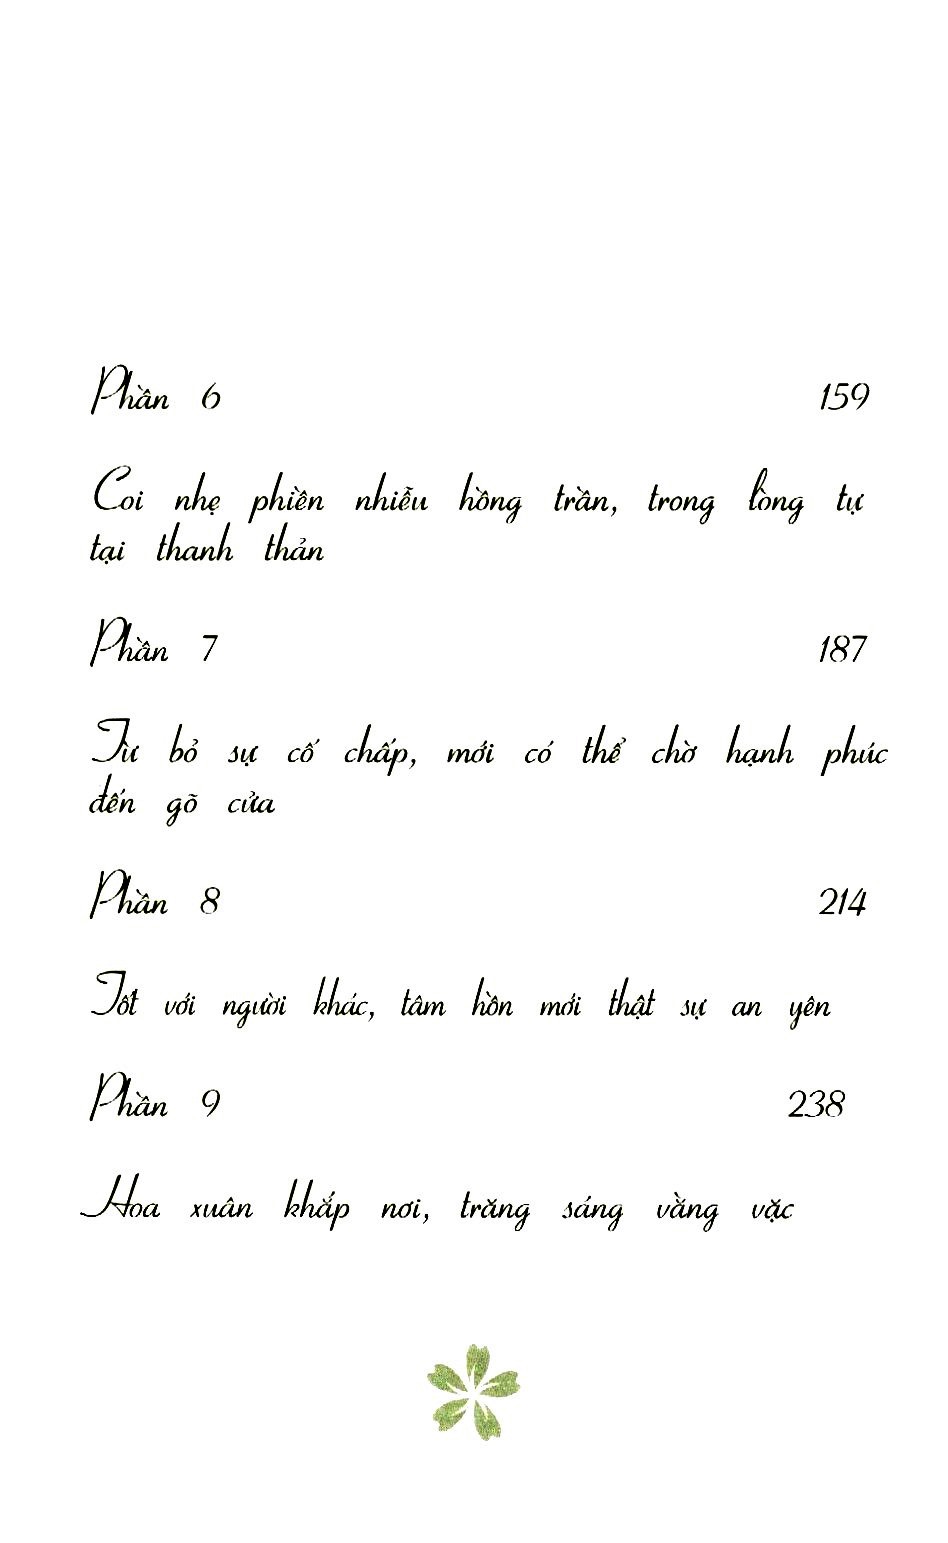 Phần 6 159
Coi nhẹ phiền nhiễu hồng trần, trong lòng tự
tại thanh thản
Phần 7 187
Từ bỏ sự cố chấp, mới có thể chờ hạnh phúc
đến gõ cửa
Phần 8 214
Tốt với người khác, tâm hồn mới thật sự an yên
Phần 9 238
Hoa xuân khắp nơi, trăng sáng vằng vặc